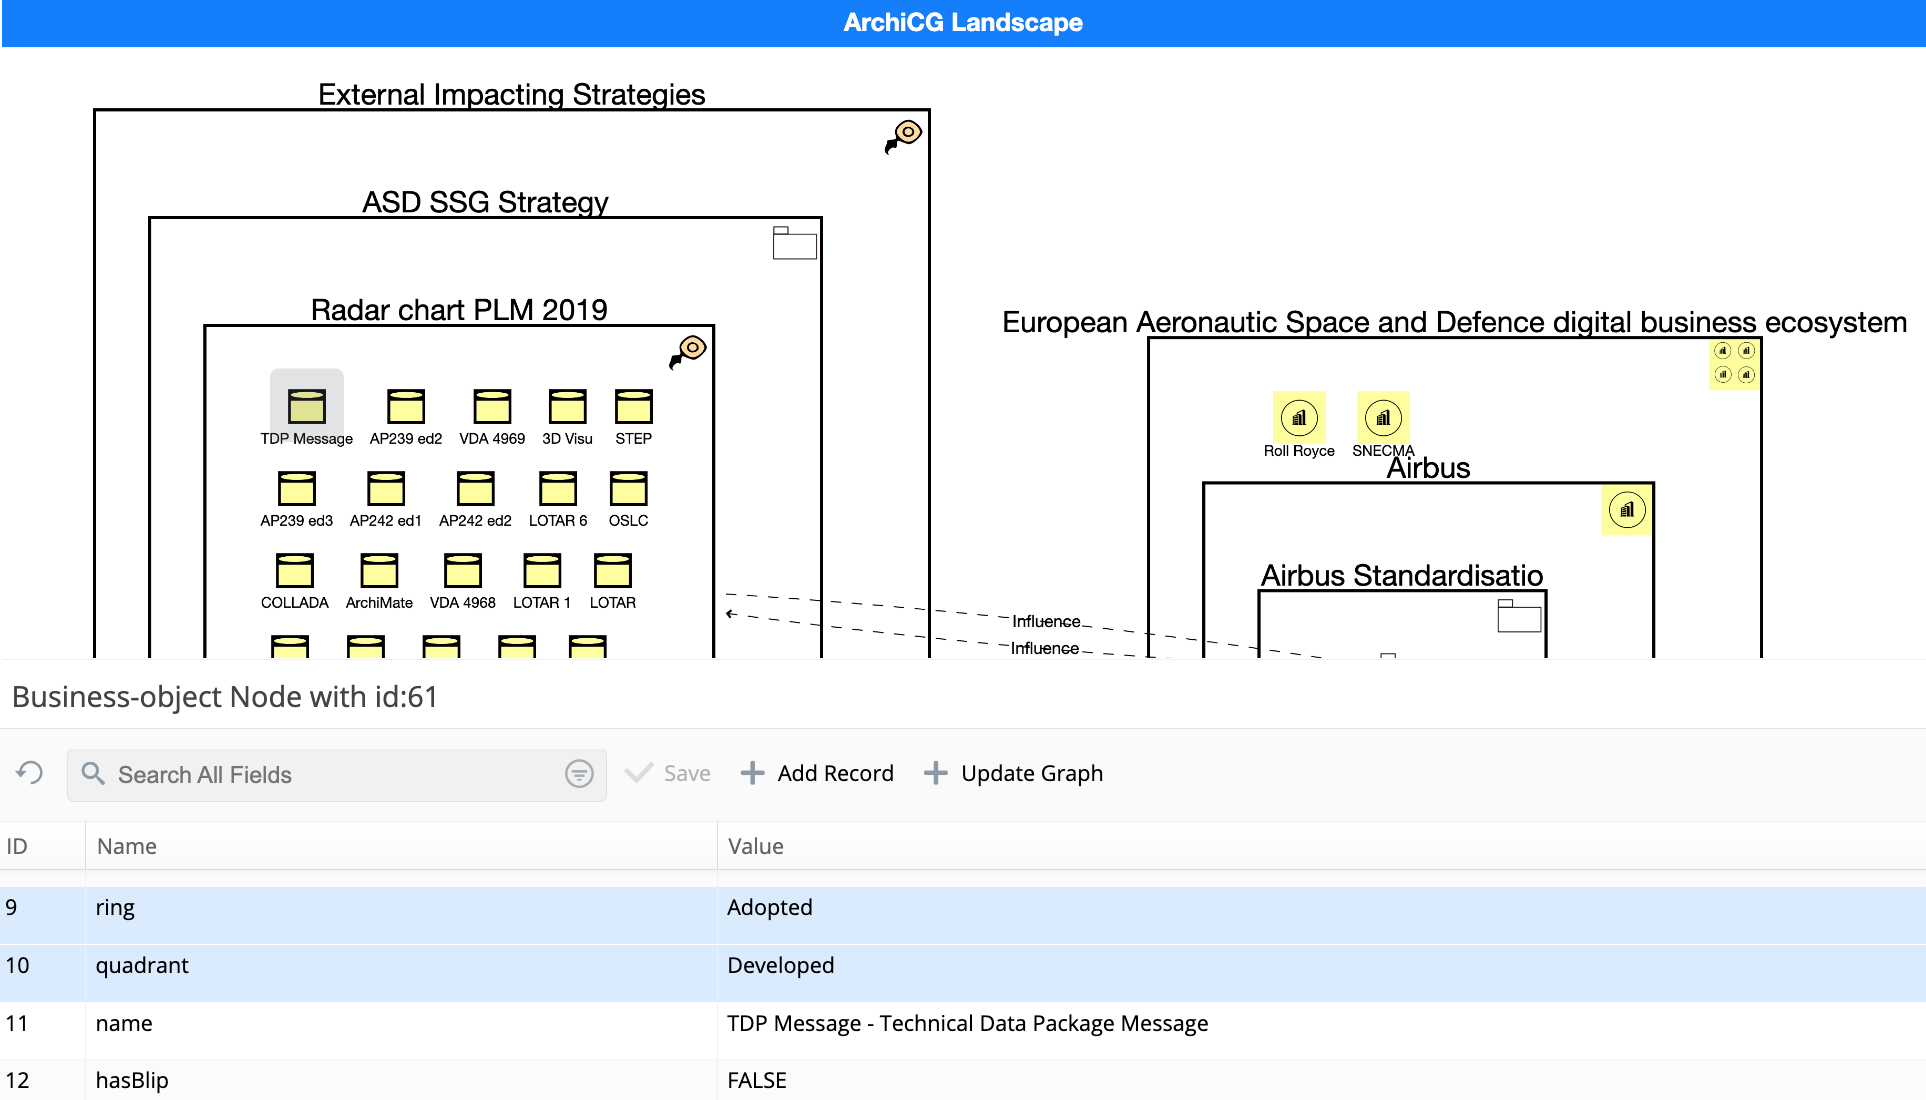 ArchiCG Landscape
External Impacting Strategies
ASD SSG Strategy
Radar chart PLM 2019
TDP Message AP239 ed2 VDA 4969 3D Visu STEP
AP239 ed3 AP242 ed1 AP242 ed2 LOTAR 6 OSLC
COLLADA ArchiMate VDA 4968 LOTAR 1 LOTAR
European Aeronautic Space and Defence digital business ecosystem
Roll Royce SNECMA
Airbus
Airbus Standardisatio
Influence
Influence
Business-object Node with id:61
Search All Fields Save Add Record Update Graph
ID Name Value
9 ring Adopted
10 quadrant Developed
11 name TDP Message - Technical Data Package Message
12 hasBlip FALSE